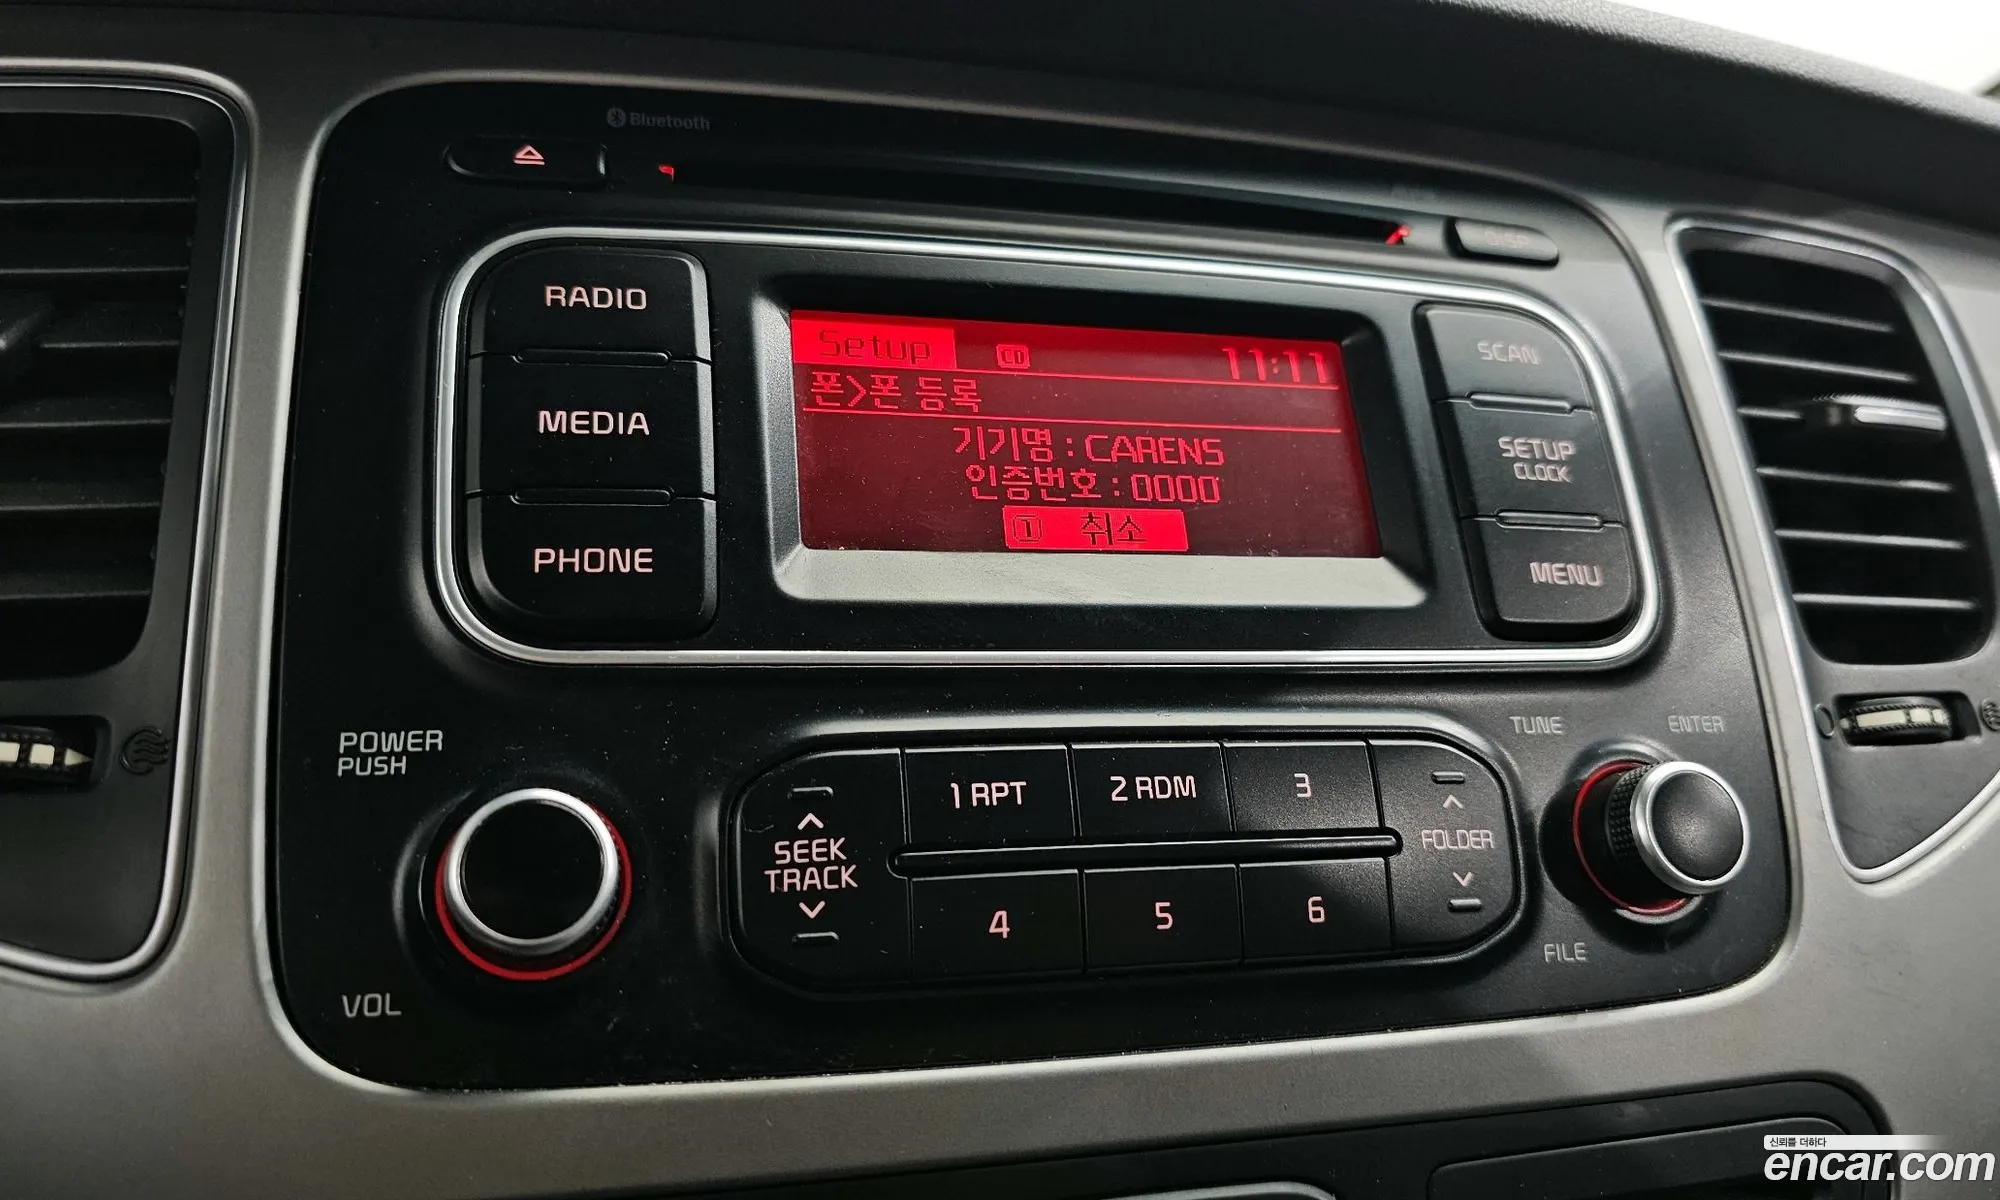 Bluetooth
DISP
RADIO
MEDIA
PHONE
Setup CD 11:11
폰>폰 등록
기기명 : CARENS
인증번호 : 0000
1 취소
SCAN
SETUP
CLOCK
MENU
POWER
PUSH
VOL
SEEK
TRACK
1 RPT
2 RDM
3
4
5
6
FOLDER
TUNE
ENTER
FILE
신뢰를 더하다
encar.com